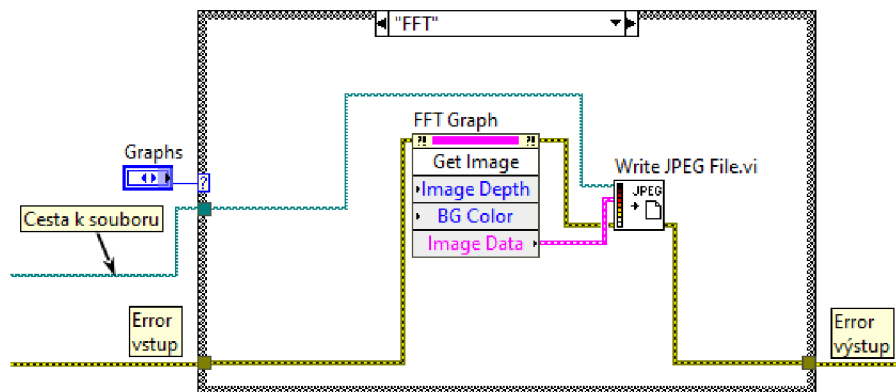 "FFT"
FFT Graph
Get Image
Image Depth
BG Color
Image Data
Write JPEG File.vi
JPEG
Graphs
?
Cesta k souboru
Error
vstup
Error
výstup